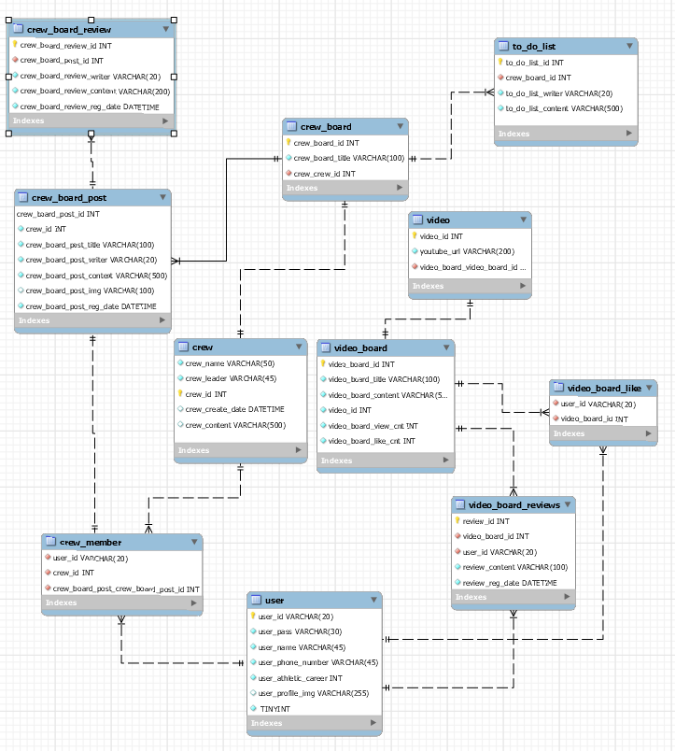 crew_board_review
crew_board_review_id INT
crew_board_post_id INT
crew_board_review_writer VARCHAR(20)
crew_board_review_content VARCHAR(200)
crew_board_review_reg_date DATETIME
Indexes
to_do_list
to_do_list_id INT
crew_board_id INT
to_do_list_writer VARCHAR(20)
to_do_list_content VARCHAR(500)
Indexes
crew_board
crew_board_id INT
crew_board_title VARCHAR(100)
crew_crew_id INT
Indexes
crew_board_post
crew_board_post_id INT
crew_id INT
crew_board_post_title VARCHAR(100)
crew_board_post_writer VARCHAR(20)
crew_board_post_content VARCHAR(500)
crew_board_post_img VARCHAR(100)
crew_board_post_reg_date DATETIME
Indexes
video
video_id INT
youtube_url VARCHAR(200)
video_board_video_board_id ...
Indexes
crew
crew_name VARCHAR(50)
crew_leader VARCHAR(45)
crew_id INT
crew_create_date DATETIME
crew_content VARCHAR(500)
Indexes
video_board
video_board_id INT
video_board_title VARCHAR(100)
video_board_content VARCHAR(5...
video_id INT
video_board_view_cnt INT
video_board_like_cnt INT
Indexes
video_board_like
user_id VARCHAR(20)
video_board_id INT
Indexes
video_board_reviews
review_id INT
video_board_id INT
user_id VARCHAR(20)
review_content VARCHAR(100)
review_reg_date DATETIME
Indexes
crew_member
user_id VARCHAR(20)
crew_id INT
crew_board_post_crew_board_post_id INT
Indexes
user
user_id VARCHAR(20)
user_pass VARCHAR(30)
user_name VARCHAR(45)
user_phone_number VARCHAR(45)
user_athletic_career INT
user_profile_img VARCHAR(255)
TINYINT
Indexes